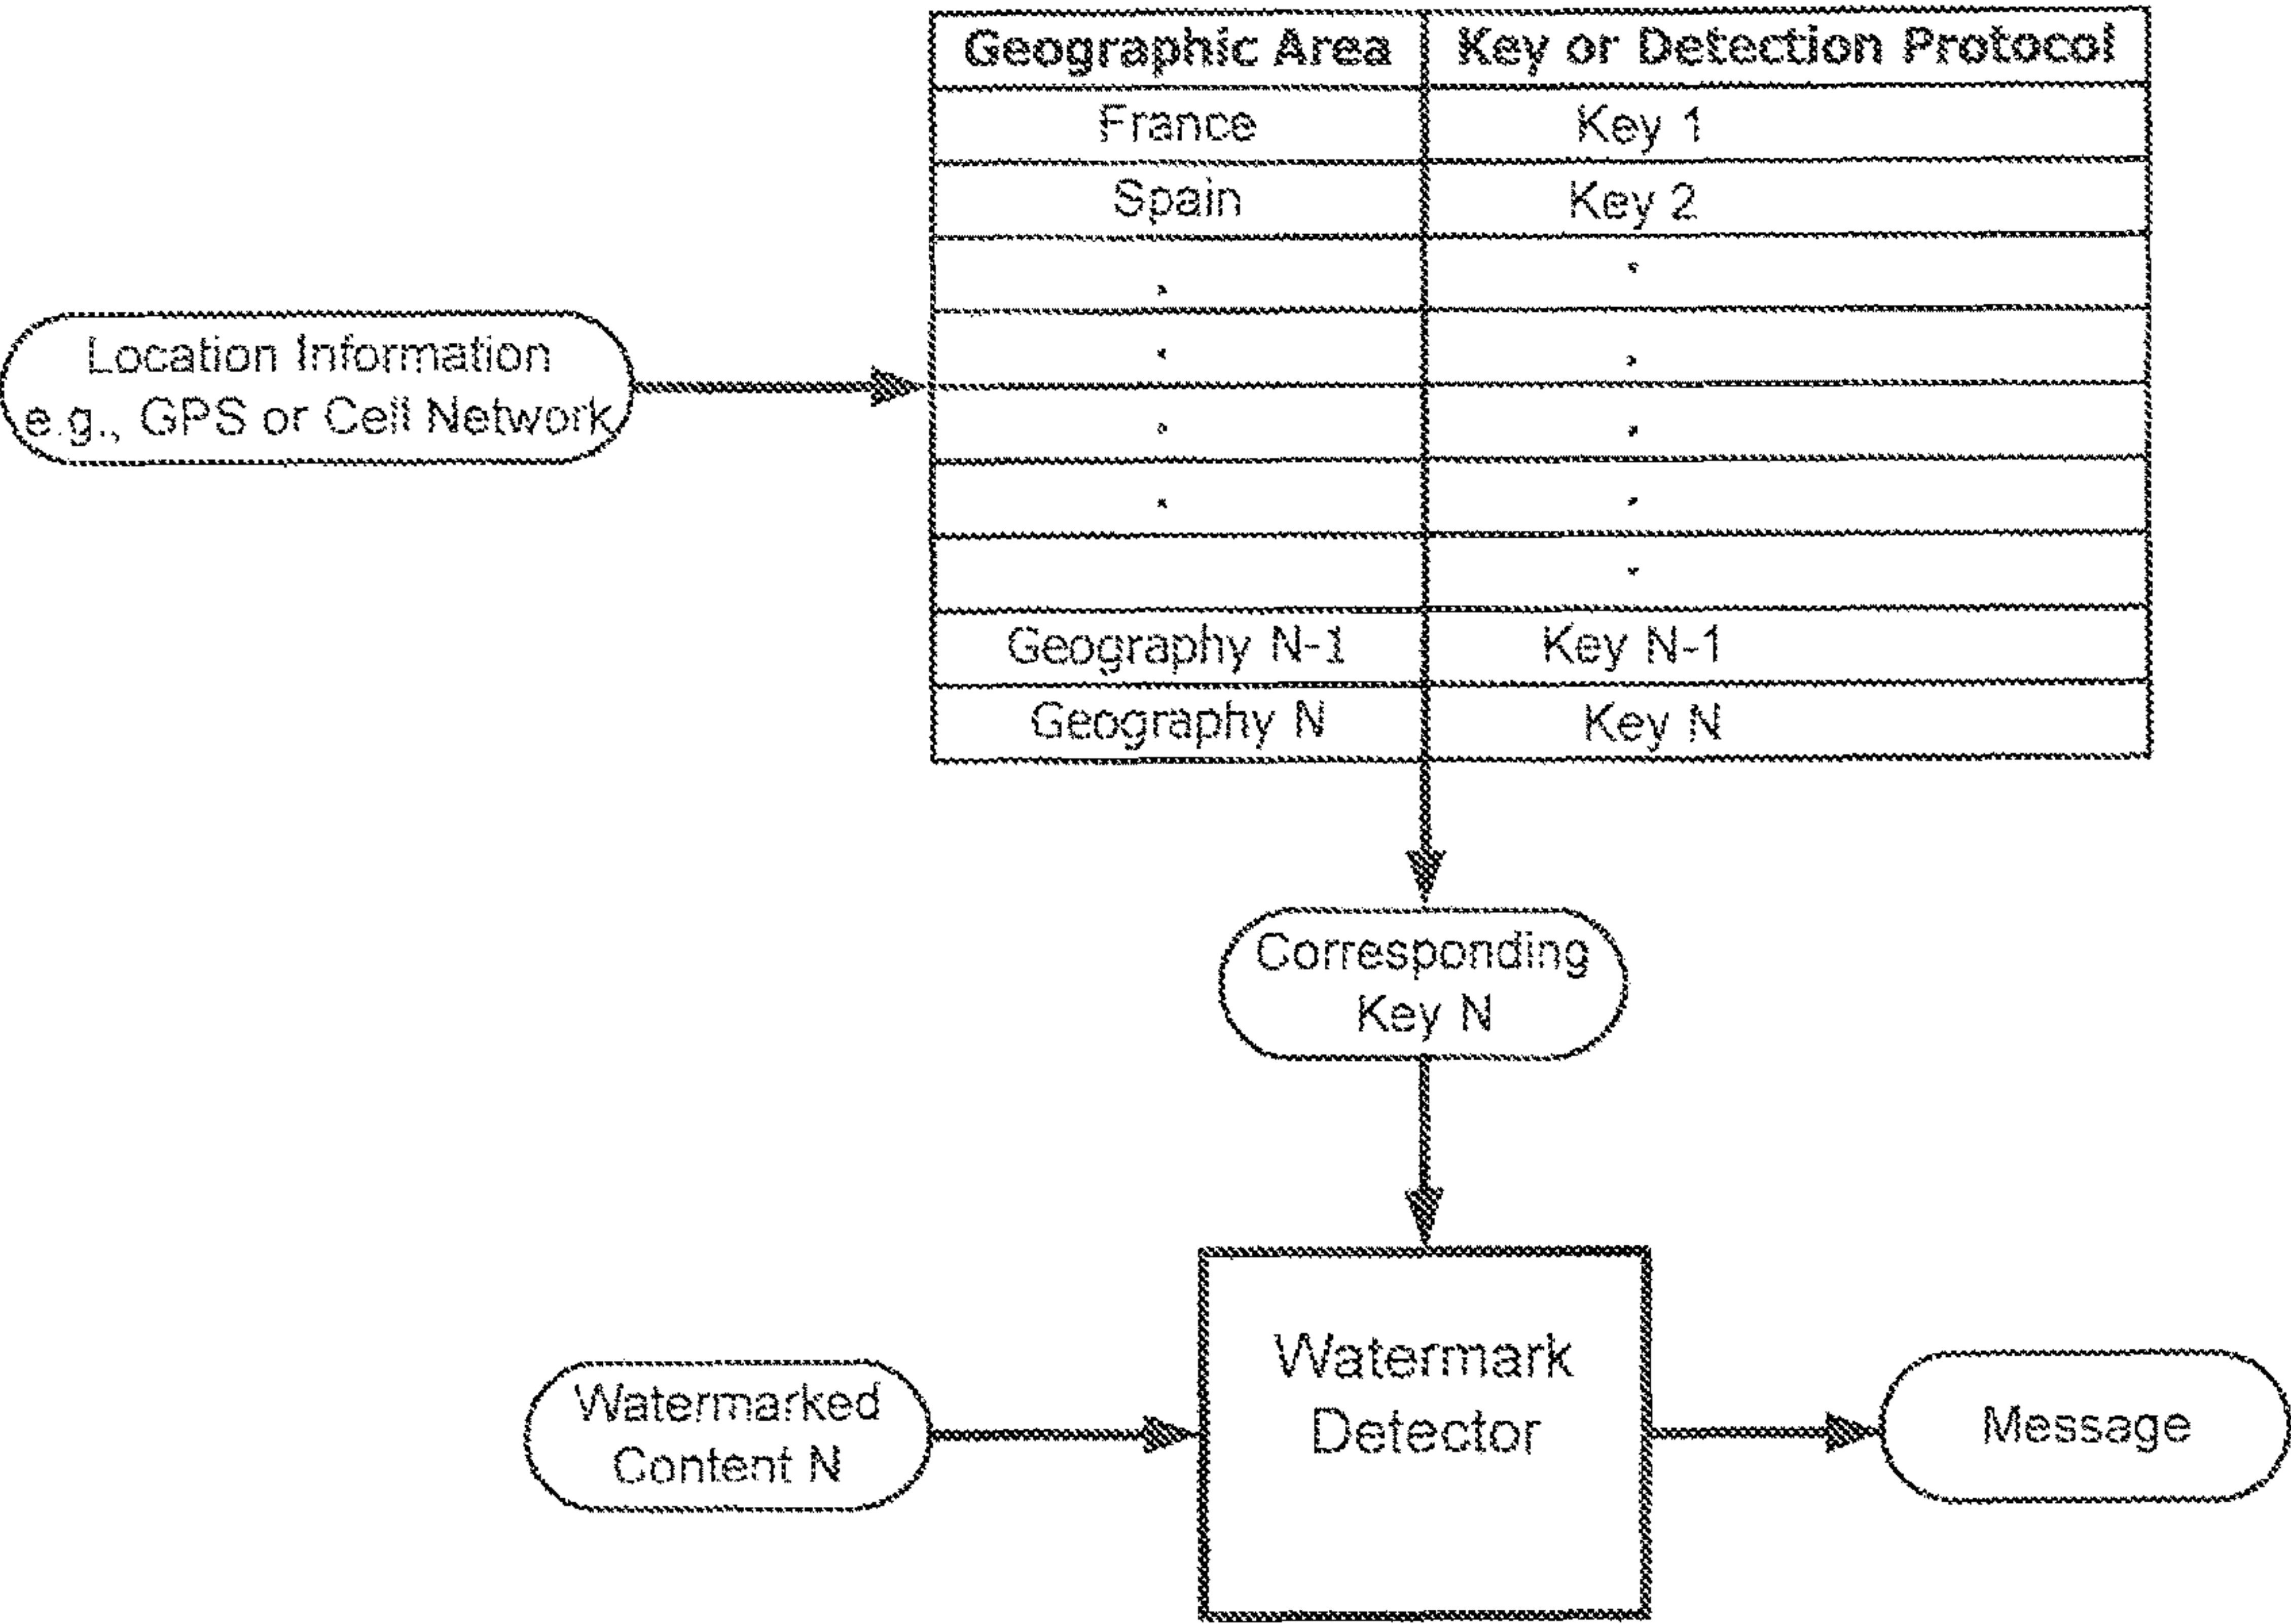 Geographic Area Key or Detection Protocol
France Key 1
Spain Key 2
Location Information
e.g., GPS or Cell Network
Geography N-1 Key N-1
Geography N Key N
Corresponding
Key N
Watermark
Detector
Watermarked
Content N
Message